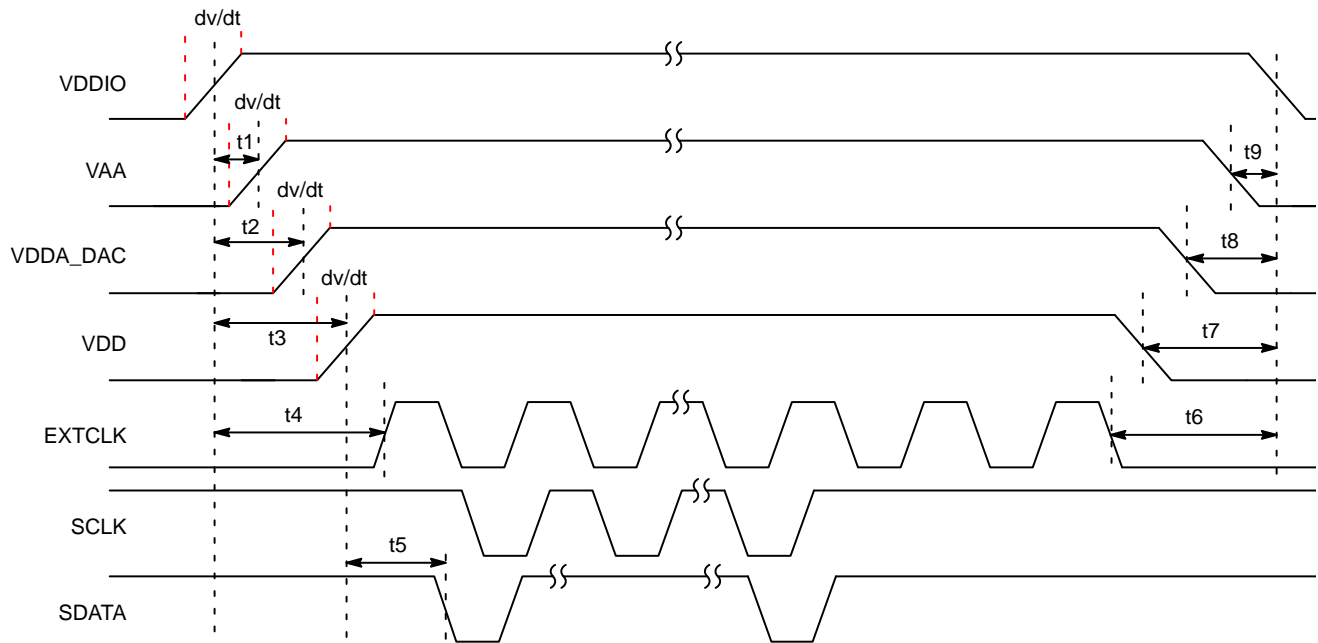 dv/dt
VDDIO
dv/dt
t1
VAA
t9
dv/dt
t2
VDDA_DAC
t8
dv/dt
t3
VDD
t7
t4
EXTCLK
t6
SCLK
t5
SDATA